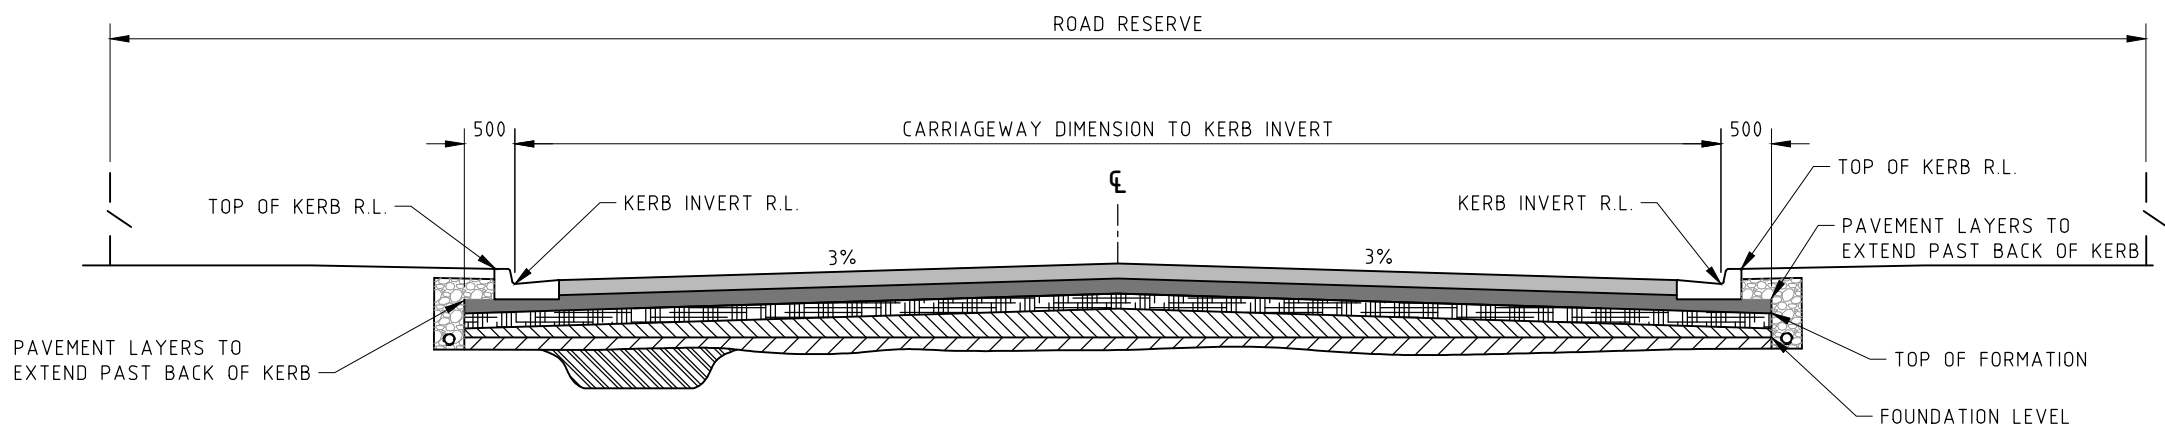 ROAD RESERVE
500
CARRIAGEWAY DIMENSION TO KERB INVERT
500
TOP OF KERB R.L.
℄
TOP OF KERB R.L.
KERB INVERT R.L.
KERB INVERT R.L.
PAVEMENT LAYERS TO
EXTEND PAST BACK OF KERB
3%
3%
PAVEMENT LAYERS TO
EXTEND PAST BACK OF KERB
TOP OF FORMATION
FOUNDATION LEVEL